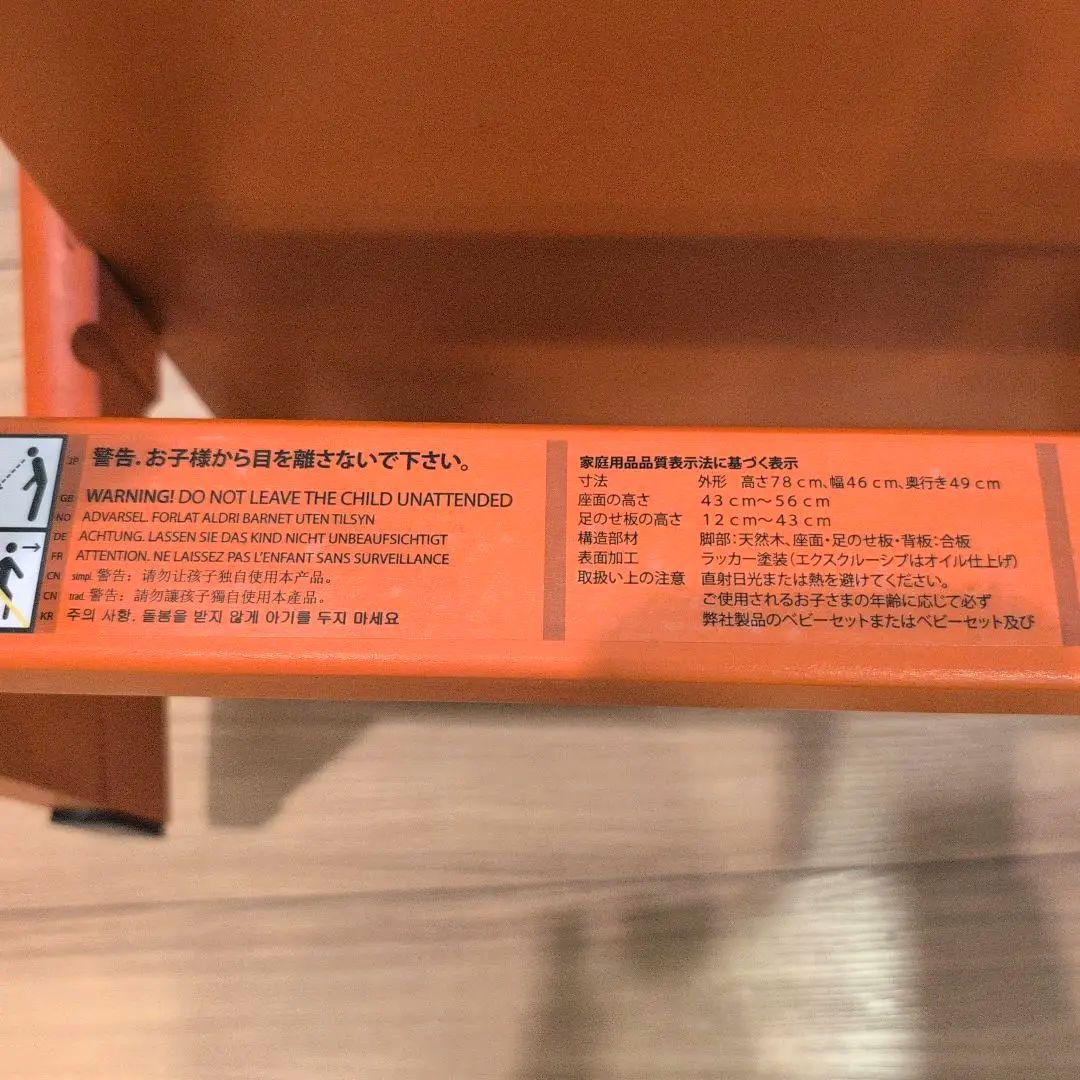 JP 警告.お子様から目を離さないで下さい。
GB WARNING! DO NOT LEAVE THE CHILD UNATTENDED
NO ADVARSEL. FORLAT ALDRI BARNET UTEN TILSYN
DE ACHTUNG. LASSEN SIE DAS KIND NICHT UNBEAUFSICHTIGT
FR ATTENTION. NE LAISSEZ PAS L'ENFANT SANS SURVEILLANCE
CN simpl. 警告：请勿让孩子独自使用本产品。
CN trad. 警告：請勿讓孩子獨自使用本產品。
KR 주의 사항. 돌봄을 받지 않게 아기를 두지 마세요
家庭用品品質表示法に基づく表示
寸法 外形 高さ78cm、幅46cm、奥行き49cm
座面の高さ 43cm～56cm
足のせ板の高さ 12cm～43cm
構造部材 脚部：天然木、座面・足のせ板・背板：合板
表面加工 ラッカー塗装（エクスクルーシブはオイル仕上げ）
取扱い上の注意 直射日光または熱を避けてください。
ご使用されるお子さまの年齢に応じて必ず
弊社製品のベビーセットまたはベビーセット及び